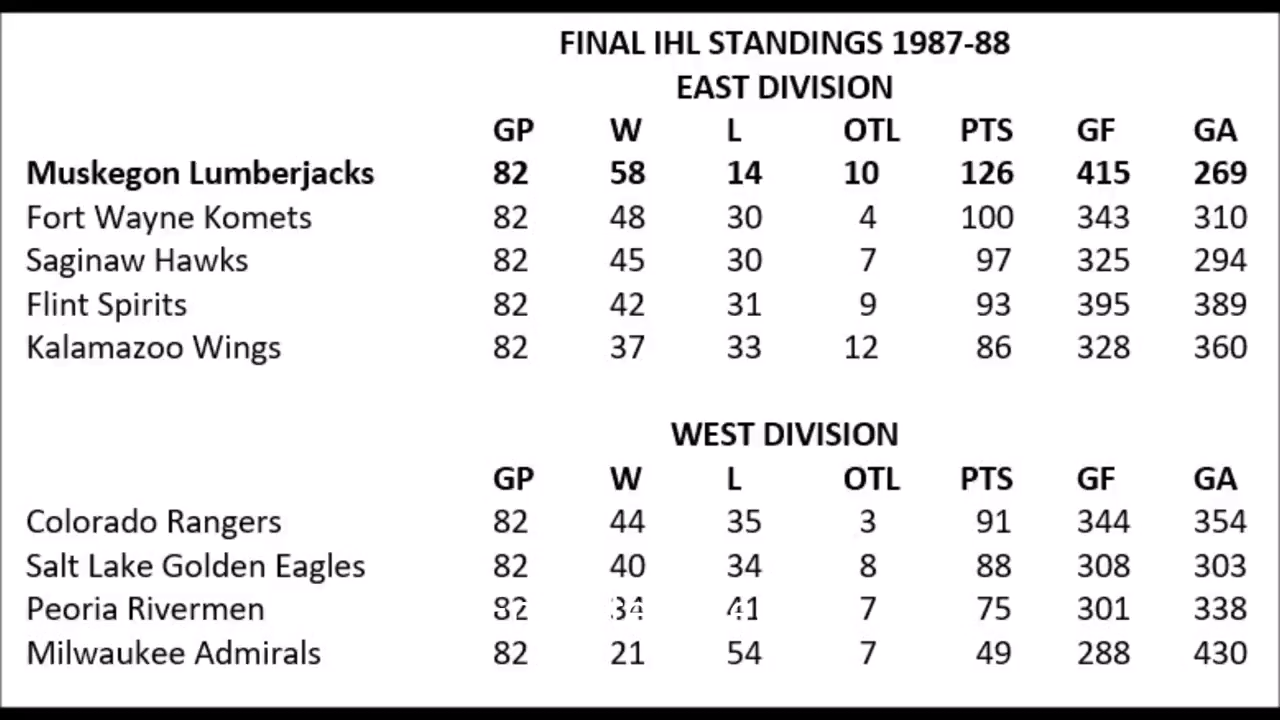 FINAL IHL STANDINGS 1987-88
EAST DIVISION
GP W L OTL PTS GF GA
Muskegon Lumberjacks 82 58 14 10 126 415 269
Fort Wayne Komets 82 48 30 4 100 343 310
Saginaw Hawks 82 45 30 7 97 325 294
Flint Spirits 82 42 31 9 93 395 389
Kalamazoo Wings 82 37 33 12 86 328 360
WEST DIVISION
GP W L OTL PTS GF GA
Colorado Rangers 82 44 35 3 91 344 354
Salt Lake Golden Eagles 82 40 34 8 88 308 303
Peoria Rivermen 82 34 41 7 75 301 338
Milwaukee Admirals 82 21 54 7 49 288 430